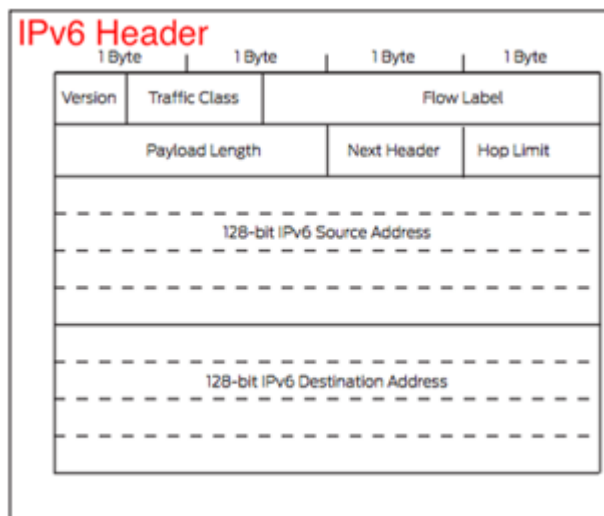 IPv6 Header
1 Byte 1 Byte 1 Byte 1 Byte
Version Traffic Class Flow Label
Payload Length Next Header Hop Limit
128-bit IPv6 Source Address
128-bit IPv6 Destination Address